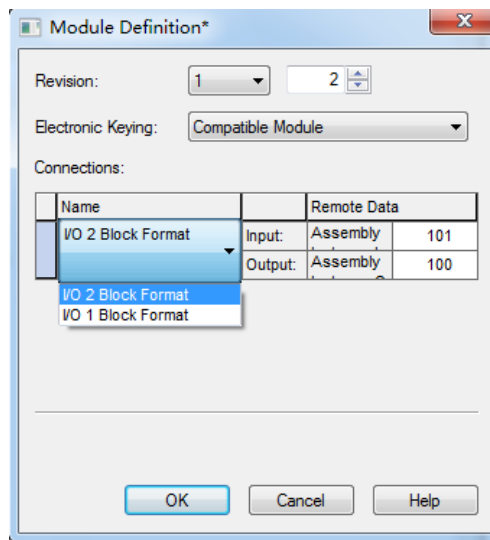 Module Definition*
Revision: 1 2
Electronic Keying: Compatible Module
Connections:
Name Remote Data
I/O 2 Block Format Input: Assembly 101
Output: Assembly 100
I/O 2 Block Format
I/O 1 Block Format
OK Cancel Help